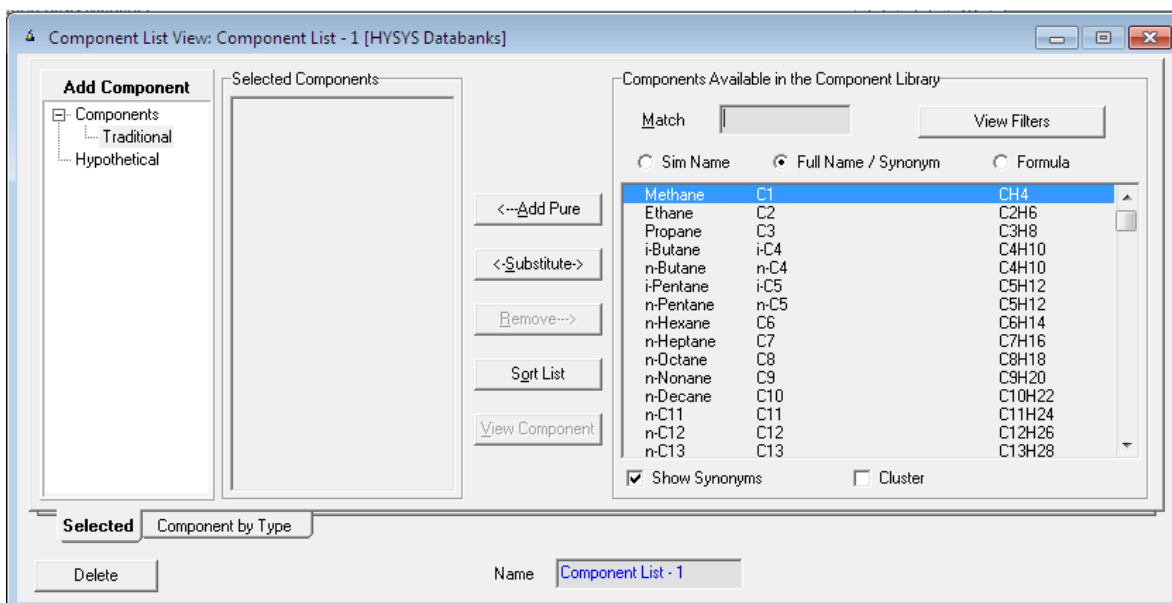 Component List View: Component List - 1 [HYSYS Databanks]
Add Component
Components
Traditional
Hypothetical
Selected Components
<---Add Pure
<-Substitute->
Remove--->
Sort List
View Component
Components Available in the Component Library
Match
View Filters
Sim Name Full Name / Synonym Formula
Methane C1 CH4
Ethane C2 C2H6
Propane C3 C3H8
i-Butane i-C4 C4H10
n-Butane n-C4 C4H10
i-Pentane i-C5 C5H12
n-Pentane n-C5 C5H12
n-Hexane C6 C6H14
n-Heptane C7 C7H16
n-Octane C8 C8H18
n-Nonane C9 C9H20
n-Decane C10 C10H22
n-C11 C11 C11H24
n-C12 C12 C12H26
n-C13 C13 C13H28
Show Synonyms Cluster
Selected Component by Type
Delete Name Component List - 1